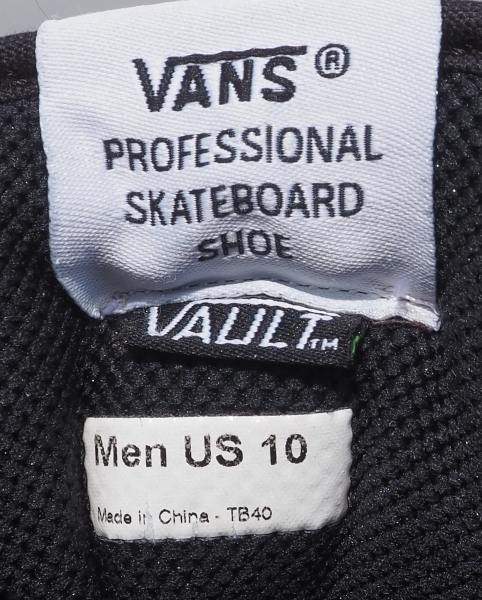 VANS®
PROFESSIONAL
SKATEBOARD
SHOE
VAULT™
Men US 10
Made in China - TB40